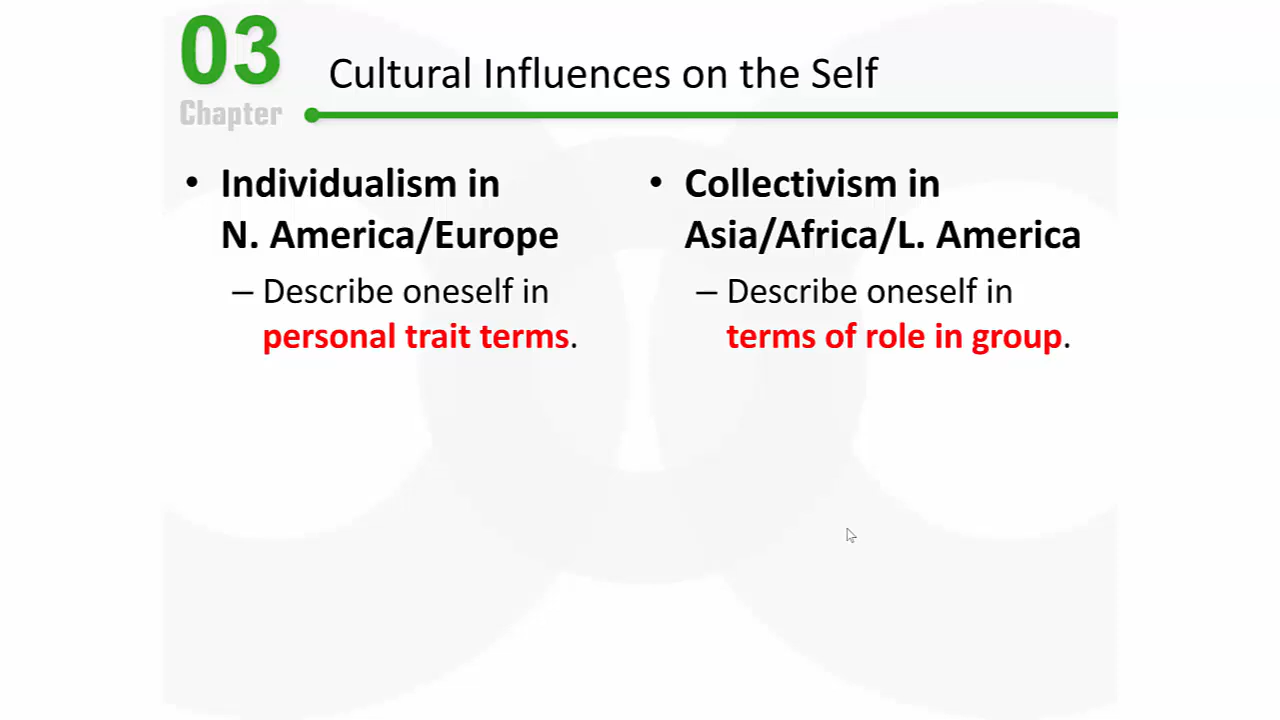 03
Chapter
Cultural Influences on the Self
• Individualism in
N. America/Europe
– Describe oneself in
personal trait terms.
• Collectivism in
Asia/Africa/L. America
– Describe oneself in
terms of role in group.